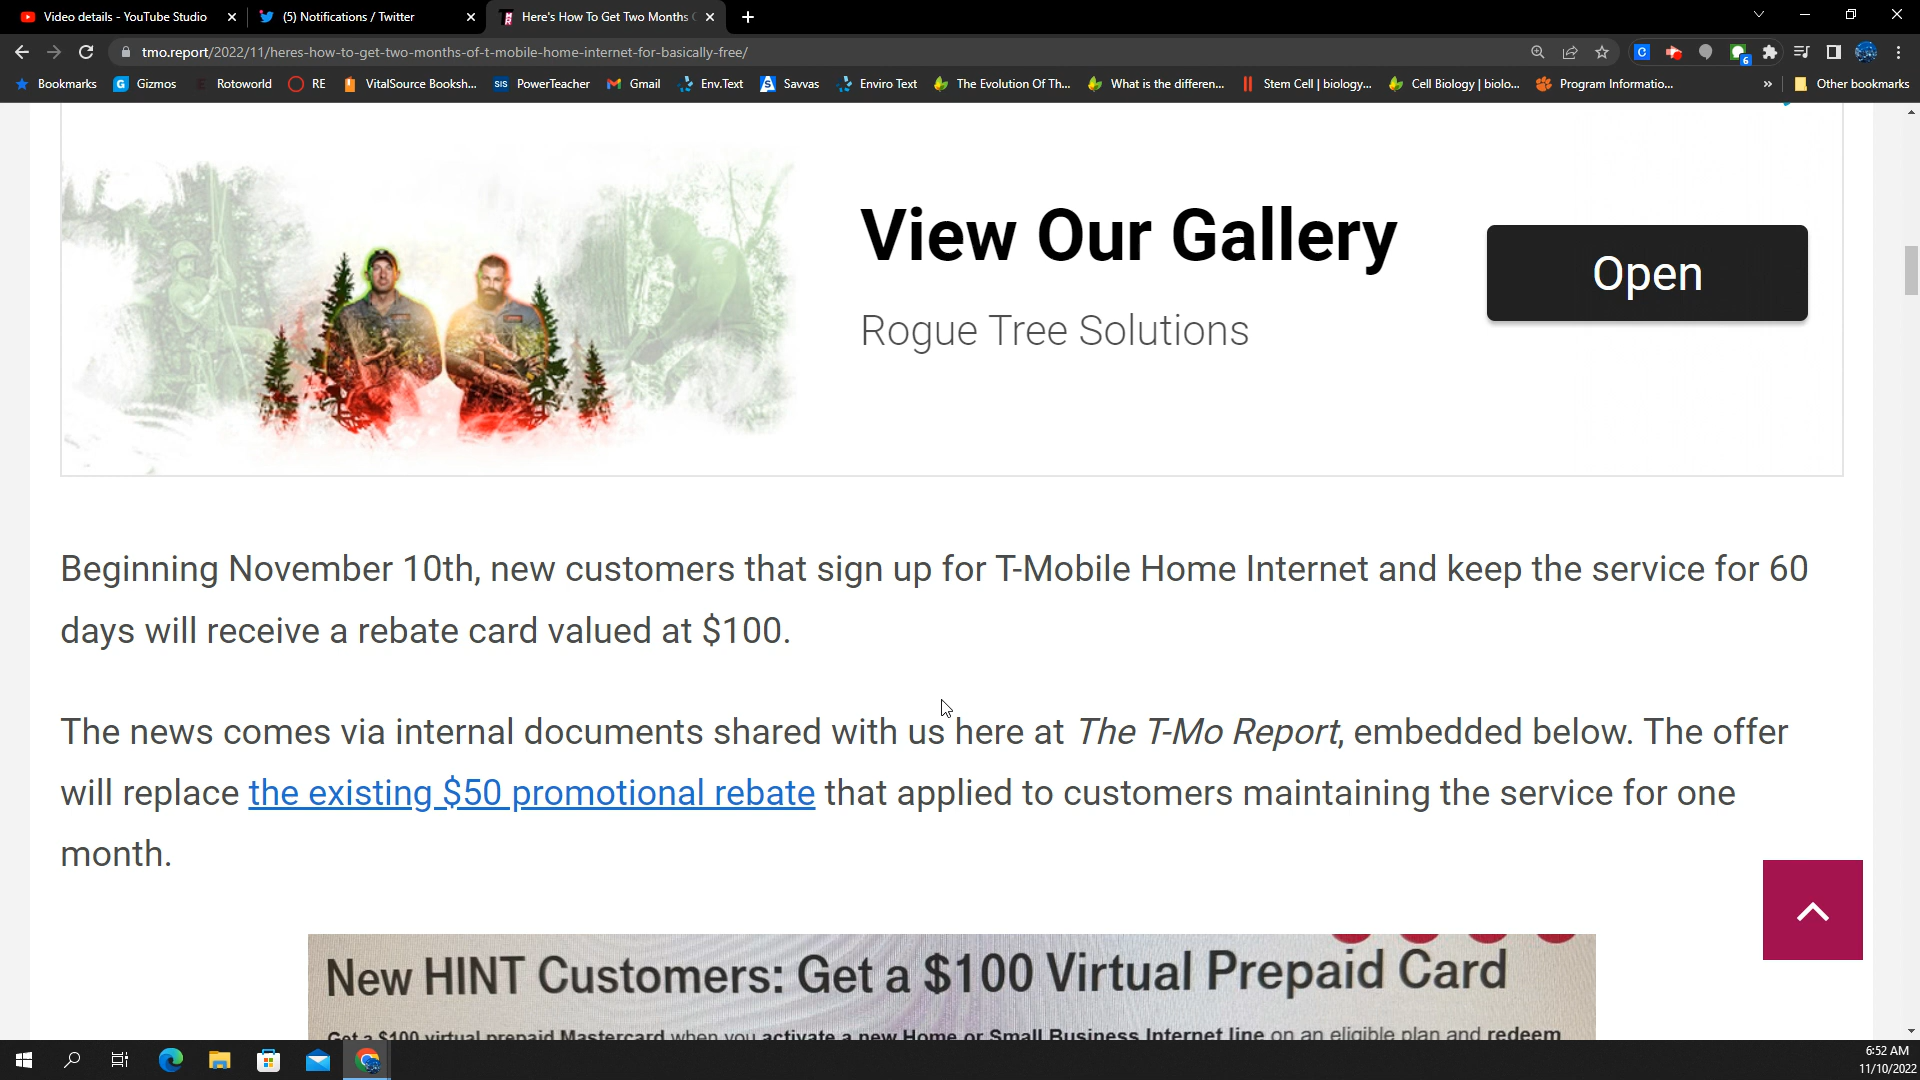 Video details - YouTube Studio
(5) Notifications / Twitter
Here's How To Get Two Months
tmo.report/2022/11/heres-how-to-get-two-months-of-t-mobile-home-internet-for-basically-free/
6
Bookmarks
Gizmos
Rotoworld
RE
VitalSource Booksh...
SIS PowerTeacher
Gmail
Env.Text
Savvas
Enviro Text
The Evolution Of Th...
What is the differen...
Stem Cell | biology...
Cell Biology | biolo...
Program Informatio...
Other bookmarks
View Our Gallery
Rogue Tree Solutions
Open
Beginning November 10th, new customers that sign up for T-Mobile Home Internet and keep the service for 60
days will receive a rebate card valued at $100.
The news comes via internal documents shared with us here at The T-Mo Report, embedded below. The offer
will replace the existing $50 promotional rebate that applied to customers maintaining the service for one
month.
New HINT Customers: Get a $100 Virtual Prepaid Card
Get a $100 virtual prepaid Mastercard when you activate a new Home or Small Business Internet line on an eligible plan and redeem
6:52 AM
11/10/2022